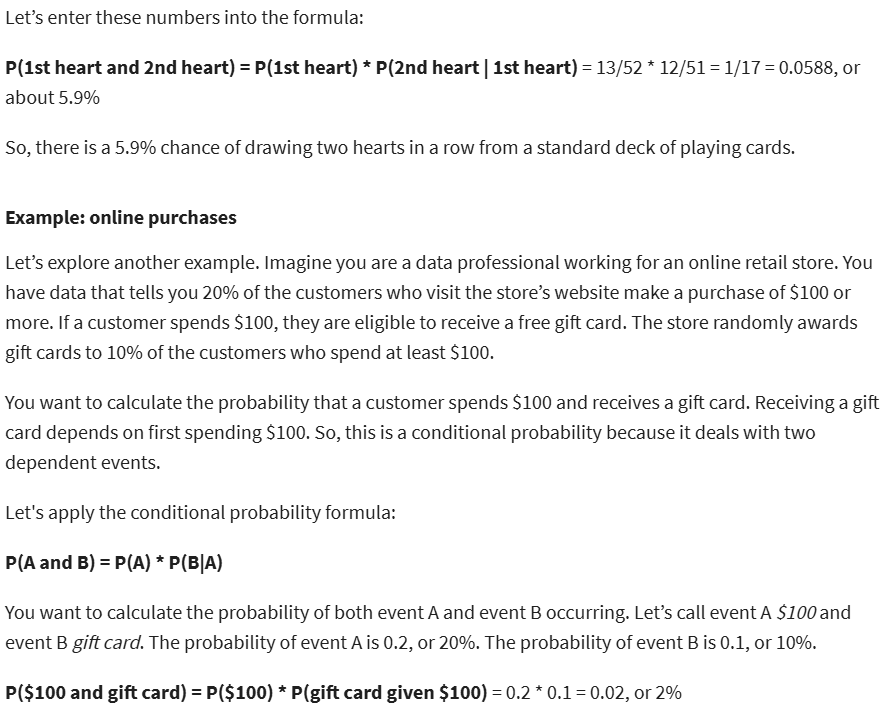 Let’s enter these numbers into the formula:
P(1st heart and 2nd heart) = P(1st heart) * P(2nd heart | 1st heart) = 13/52 * 12/51 = 1/17 = 0.0588, or
about 5.9%
So, there is a 5.9% chance of drawing two hearts in a row from a standard deck of playing cards.
Example: online purchases
Let’s explore another example. Imagine you are a data professional working for an online retail store. You
have data that tells you 20% of the customers who visit the store’s website make a purchase of $100 or
more. If a customer spends $100, they are eligible to receive a free gift card. The store randomly awards
gift cards to 10% of the customers who spend at least $100.
You want to calculate the probability that a customer spends $100 and receives a gift card. Receiving a gift
card depends on first spending $100. So, this is a conditional probability because it deals with two
dependent events.
Let's apply the conditional probability formula:
P(A and B) = P(A) * P(B|A)
You want to calculate the probability of both event A and event B occurring. Let’s call event A $100 and
event B gift card. The probability of event A is 0.2, or 20%. The probability of event B is 0.1, or 10%.
P($100 and gift card) = P($100) * P(gift card given $100) = 0.2 * 0.1 = 0.02, or 2%